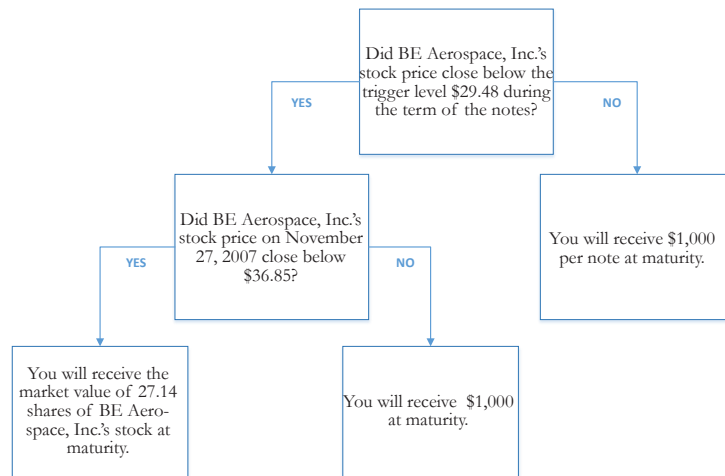 Did BE Aerospace, Inc.'s
stock price close below the
trigger level $29.48 during
the term of the notes?
YES
NO
Did BE Aerospace, Inc.'s
stock price on November
27, 2007 close below
$36.85?
You will receive $1,000
per note at maturity.
YES
NO
You will receive the
market value of 27.14
shares of BE Aero-
space, Inc.'s stock at
maturity.
You will receive $1,000
at maturity.